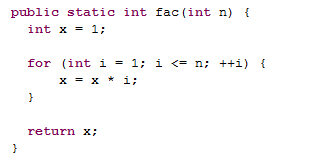 public static int fac(int n) {
  int x = 1;

  for (int i = 1; i <= n; ++i) {
      x = x * i;
  }

  return x;
}